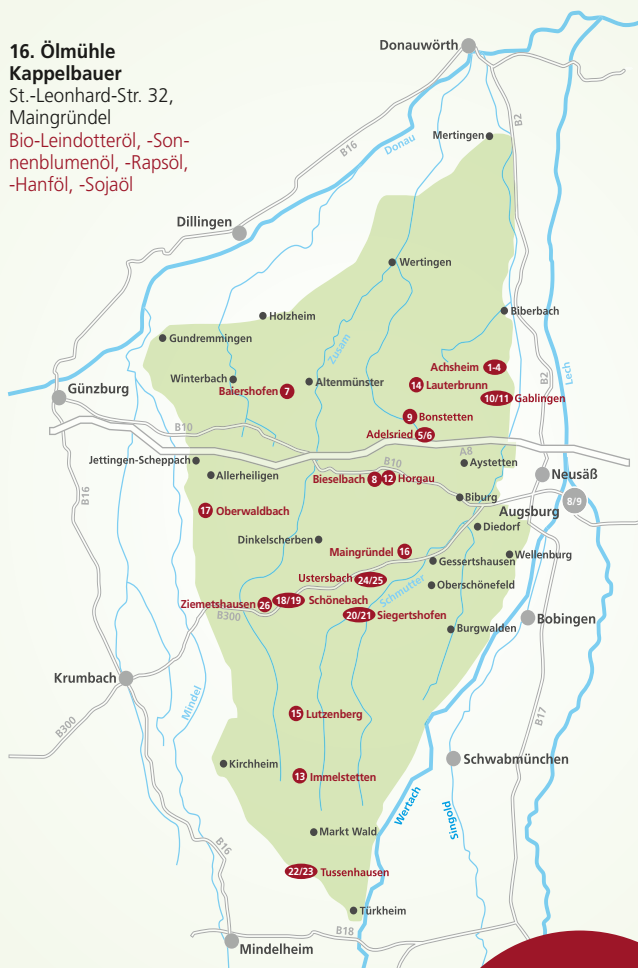 16. Ölmühle
Kappelbauer
St.-Leonhard-Str. 32,
Maingründel
Bio-Leindotteröl, -Son-
nenblumenöl, -Rapsöl,
-Hanföl, -Sojaöl
Donauwörth
B2
Mertingen
B16
Donau
Dillingen
Wertingen
Biberbach
Holzheim
Gundremmingen
Zusam
Achsheim 1-4
Lech
B2
Winterbach
Altenmünster
14 Lauterbrunn
Baiershofen 7
10/11 Gablingen
Günzburg
9 Bonstetten
B10
Adelsried 5/6
A8
Jettingen-Scheppach
B10
Aystetten
Allerheiligen
Bieselbach 8
12 Horgau
Neusäß
B16
Biburg
8/9
17 Oberwaldbach
Augsburg
Diedorf
Dinkelscherben
Maingründel 16
Wellenburg
Gessertshausen
Ustersbach 24/25
Oberschönefeld
Schmutter
Ziemetshausen 26
18/19 Schönebach
B300
20/21 Siegertshofen
Bobingen
Burgwalden
Krumbach
Mindel
15 Lutzenberg
B17
B300
Kirchheim
Schwabmünchen
13 Immelstetten
Wertach
Singold
Markt Wald
B16
22/23 Tussenhausen
Türkheim
B18
Mindelheim